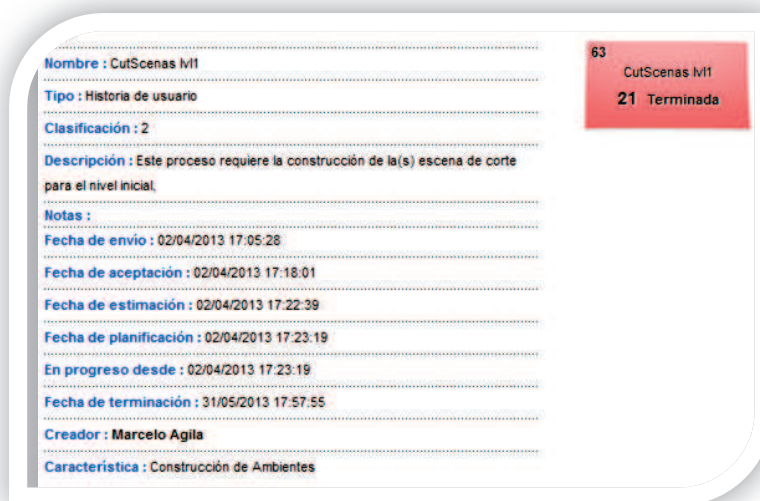 Nombre : CutScenas lvl1
Tipo : Historia de usuario
Clasificación : 2
Descripción : Este proceso requiere la construcción de la(s) escena de corte
para el nivel inicial,
Notas :
Fecha de envío : 02/04/2013 17:05:28
Fecha de aceptación : 02/04/2013 17:18:01
Fecha de estimación : 02/04/2013 17:22:39
Fecha de planificación : 02/04/2013 17:23:19
En progreso desde : 02/04/2013 17:23:19
Fecha de terminación : 31/05/2013 17:57:55
Creador : Marcelo Agila
Característica : Construcción de Ambientes
63
CutScenas lvl1
21 Terminada